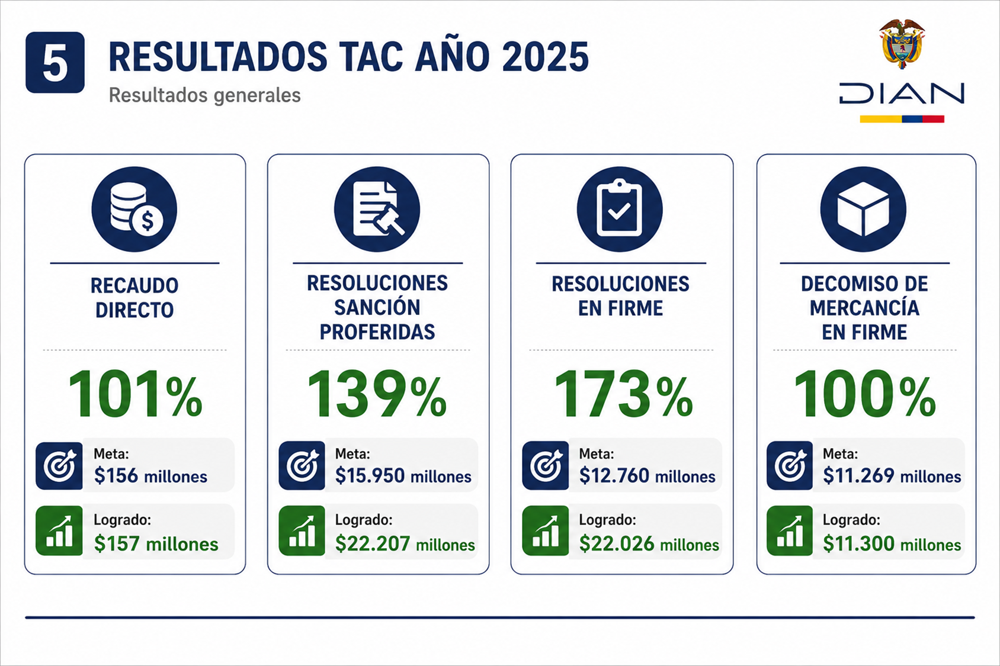 5
RESULTADOS TAC AÑO 2025
Resultados generales
DIAN
$
RECAUDO
DIRECTO
101%
Meta:
$156 millones
Logrado:
$157 millones
RESOLUCIONES
SANCIÓN
PROFERIDAS
139%
Meta:
$15.950 millones
Logrado:
$22.207 millones
RESOLUCIONES
EN FIRME
173%
Meta:
$12.760 millones
Logrado:
$22.026 millones
DECOMISO DE
MERCANCÍA
EN FIRME
100%
Meta:
$11.269 millones
Logrado:
$11.300 millones